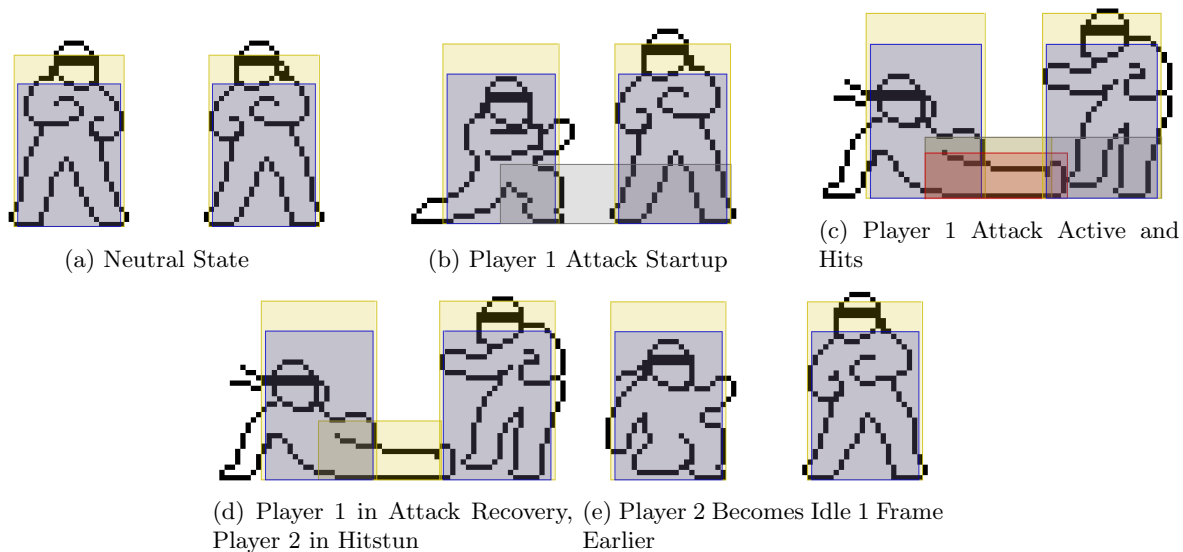 (a) Neutral State
(b) Player 1 Attack Startup
(c) Player 1 Attack Active and
Hits
(d) Player 1 in Attack Recovery,
Player 2 in Hitstun
(e) Player 2 Becomes Idle 1 Frame
Earlier